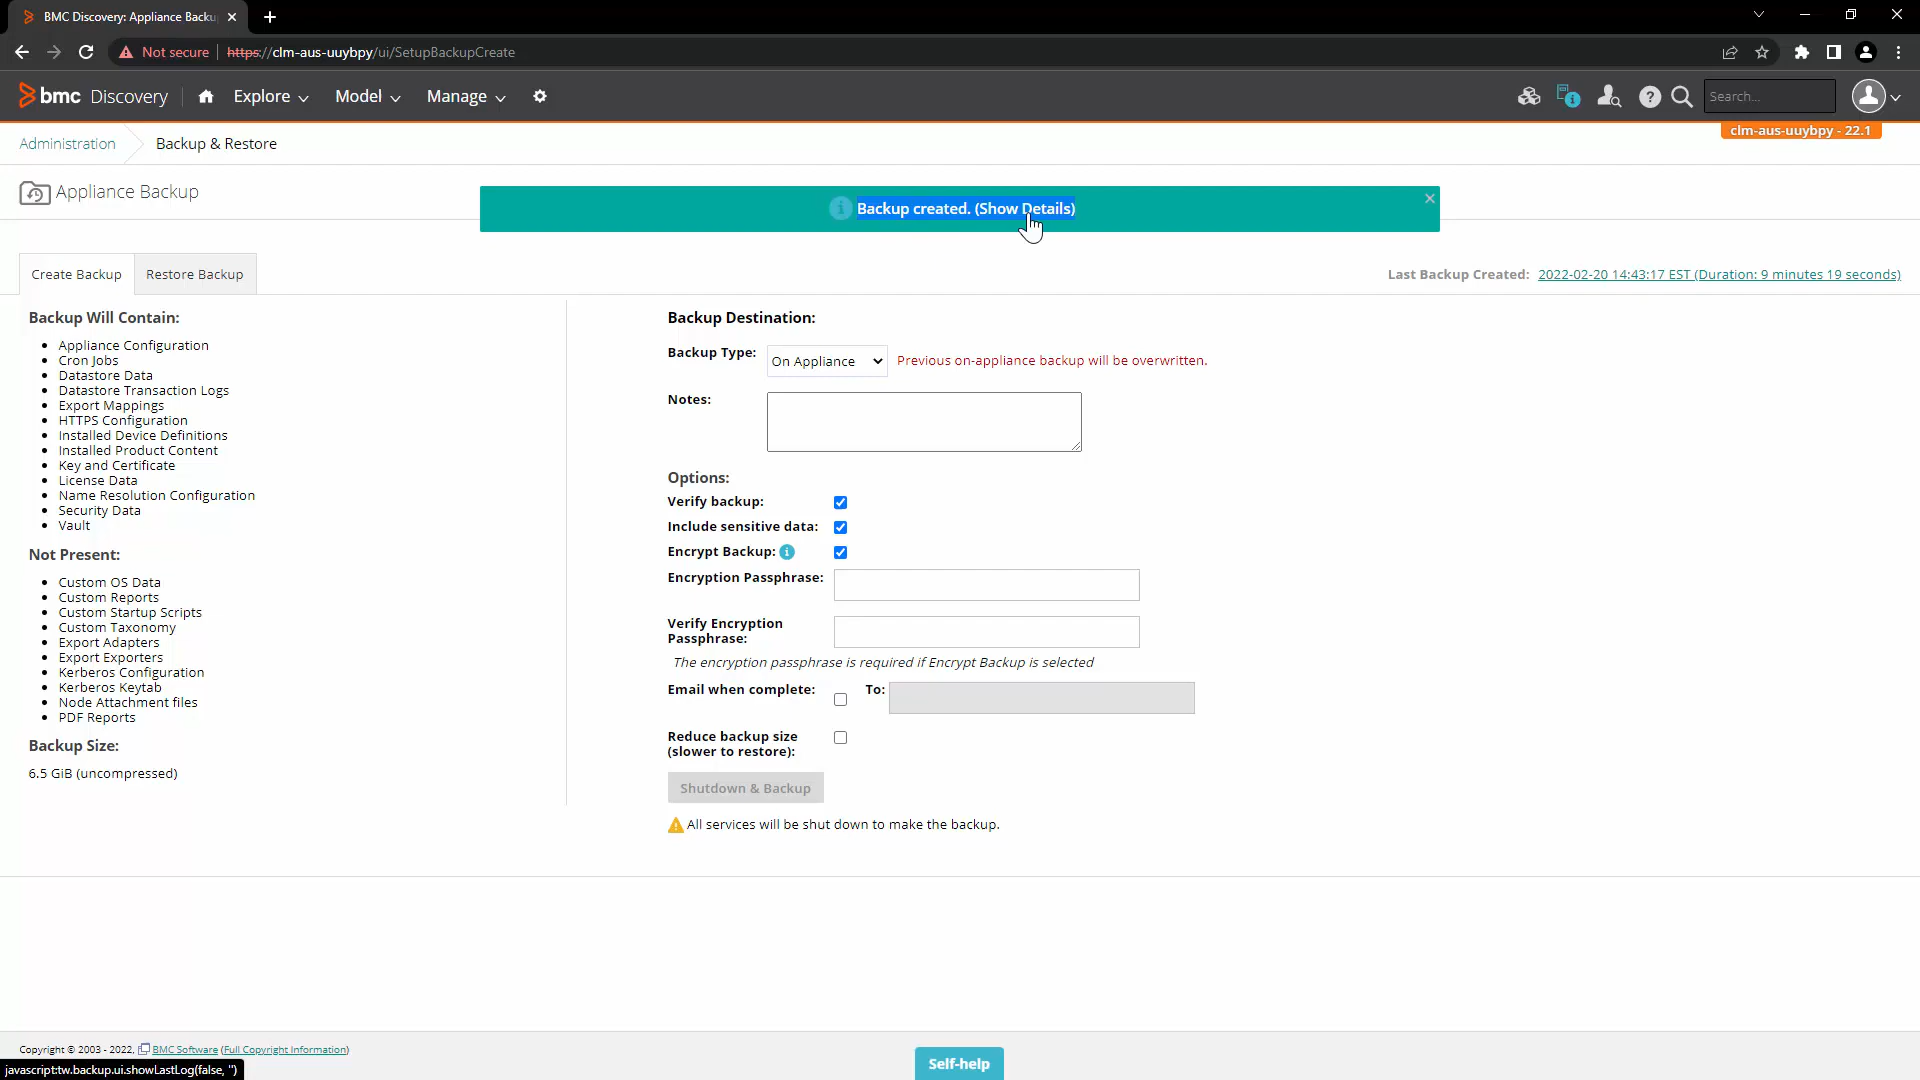 BMC Discovery: Appliance Backu
Not secure
https://clm-aus-uuybpy/ui/SetupBackupCreate
bmc Discovery
Explore
Model
Manage
Search...
clm-aus-uuybpy - 22.1
Administration
Backup & Restore
Appliance Backup
Backup created. (Show Details)
Create Backup
Restore Backup
Last Backup Created: 2022-02-20 14:43:17 EST (Duration: 9 minutes 19 seconds)
Backup Will Contain:
Appliance Configuration
Cron Jobs
Datastore Data
Datastore Transaction Logs
Export Mappings
HTTPS Configuration
Installed Device Definitions
Installed Product Content
Key and Certificate
License Data
Name Resolution Configuration
Security Data
Vault
Not Present:
Custom OS Data
Custom Reports
Custom Startup Scripts
Custom Taxonomy
Export Adapters
Export Exporters
Kerberos Configuration
Kerberos Keytab
Node Attachment files
PDF Reports
Backup Size:
6.5 GiB (uncompressed)
Backup Destination:
Backup Type:
On Appliance
Previous on-appliance backup will be overwritten.
Notes:
Options:
Verify backup:
Include sensitive data:
Encrypt Backup:
Encryption Passphrase:
Verify Encryption
Passphrase:
The encryption passphrase is required if Encrypt Backup is selected
Email when complete:
To:
Reduce backup size
(slower to restore):
Shutdown & Backup
All services will be shut down to make the backup.
Copyright © 2003 - 2022, BMC Software (Full Copyright Information)
javascript:tw.backup.ui.showLastLog(false, '')
Self-help